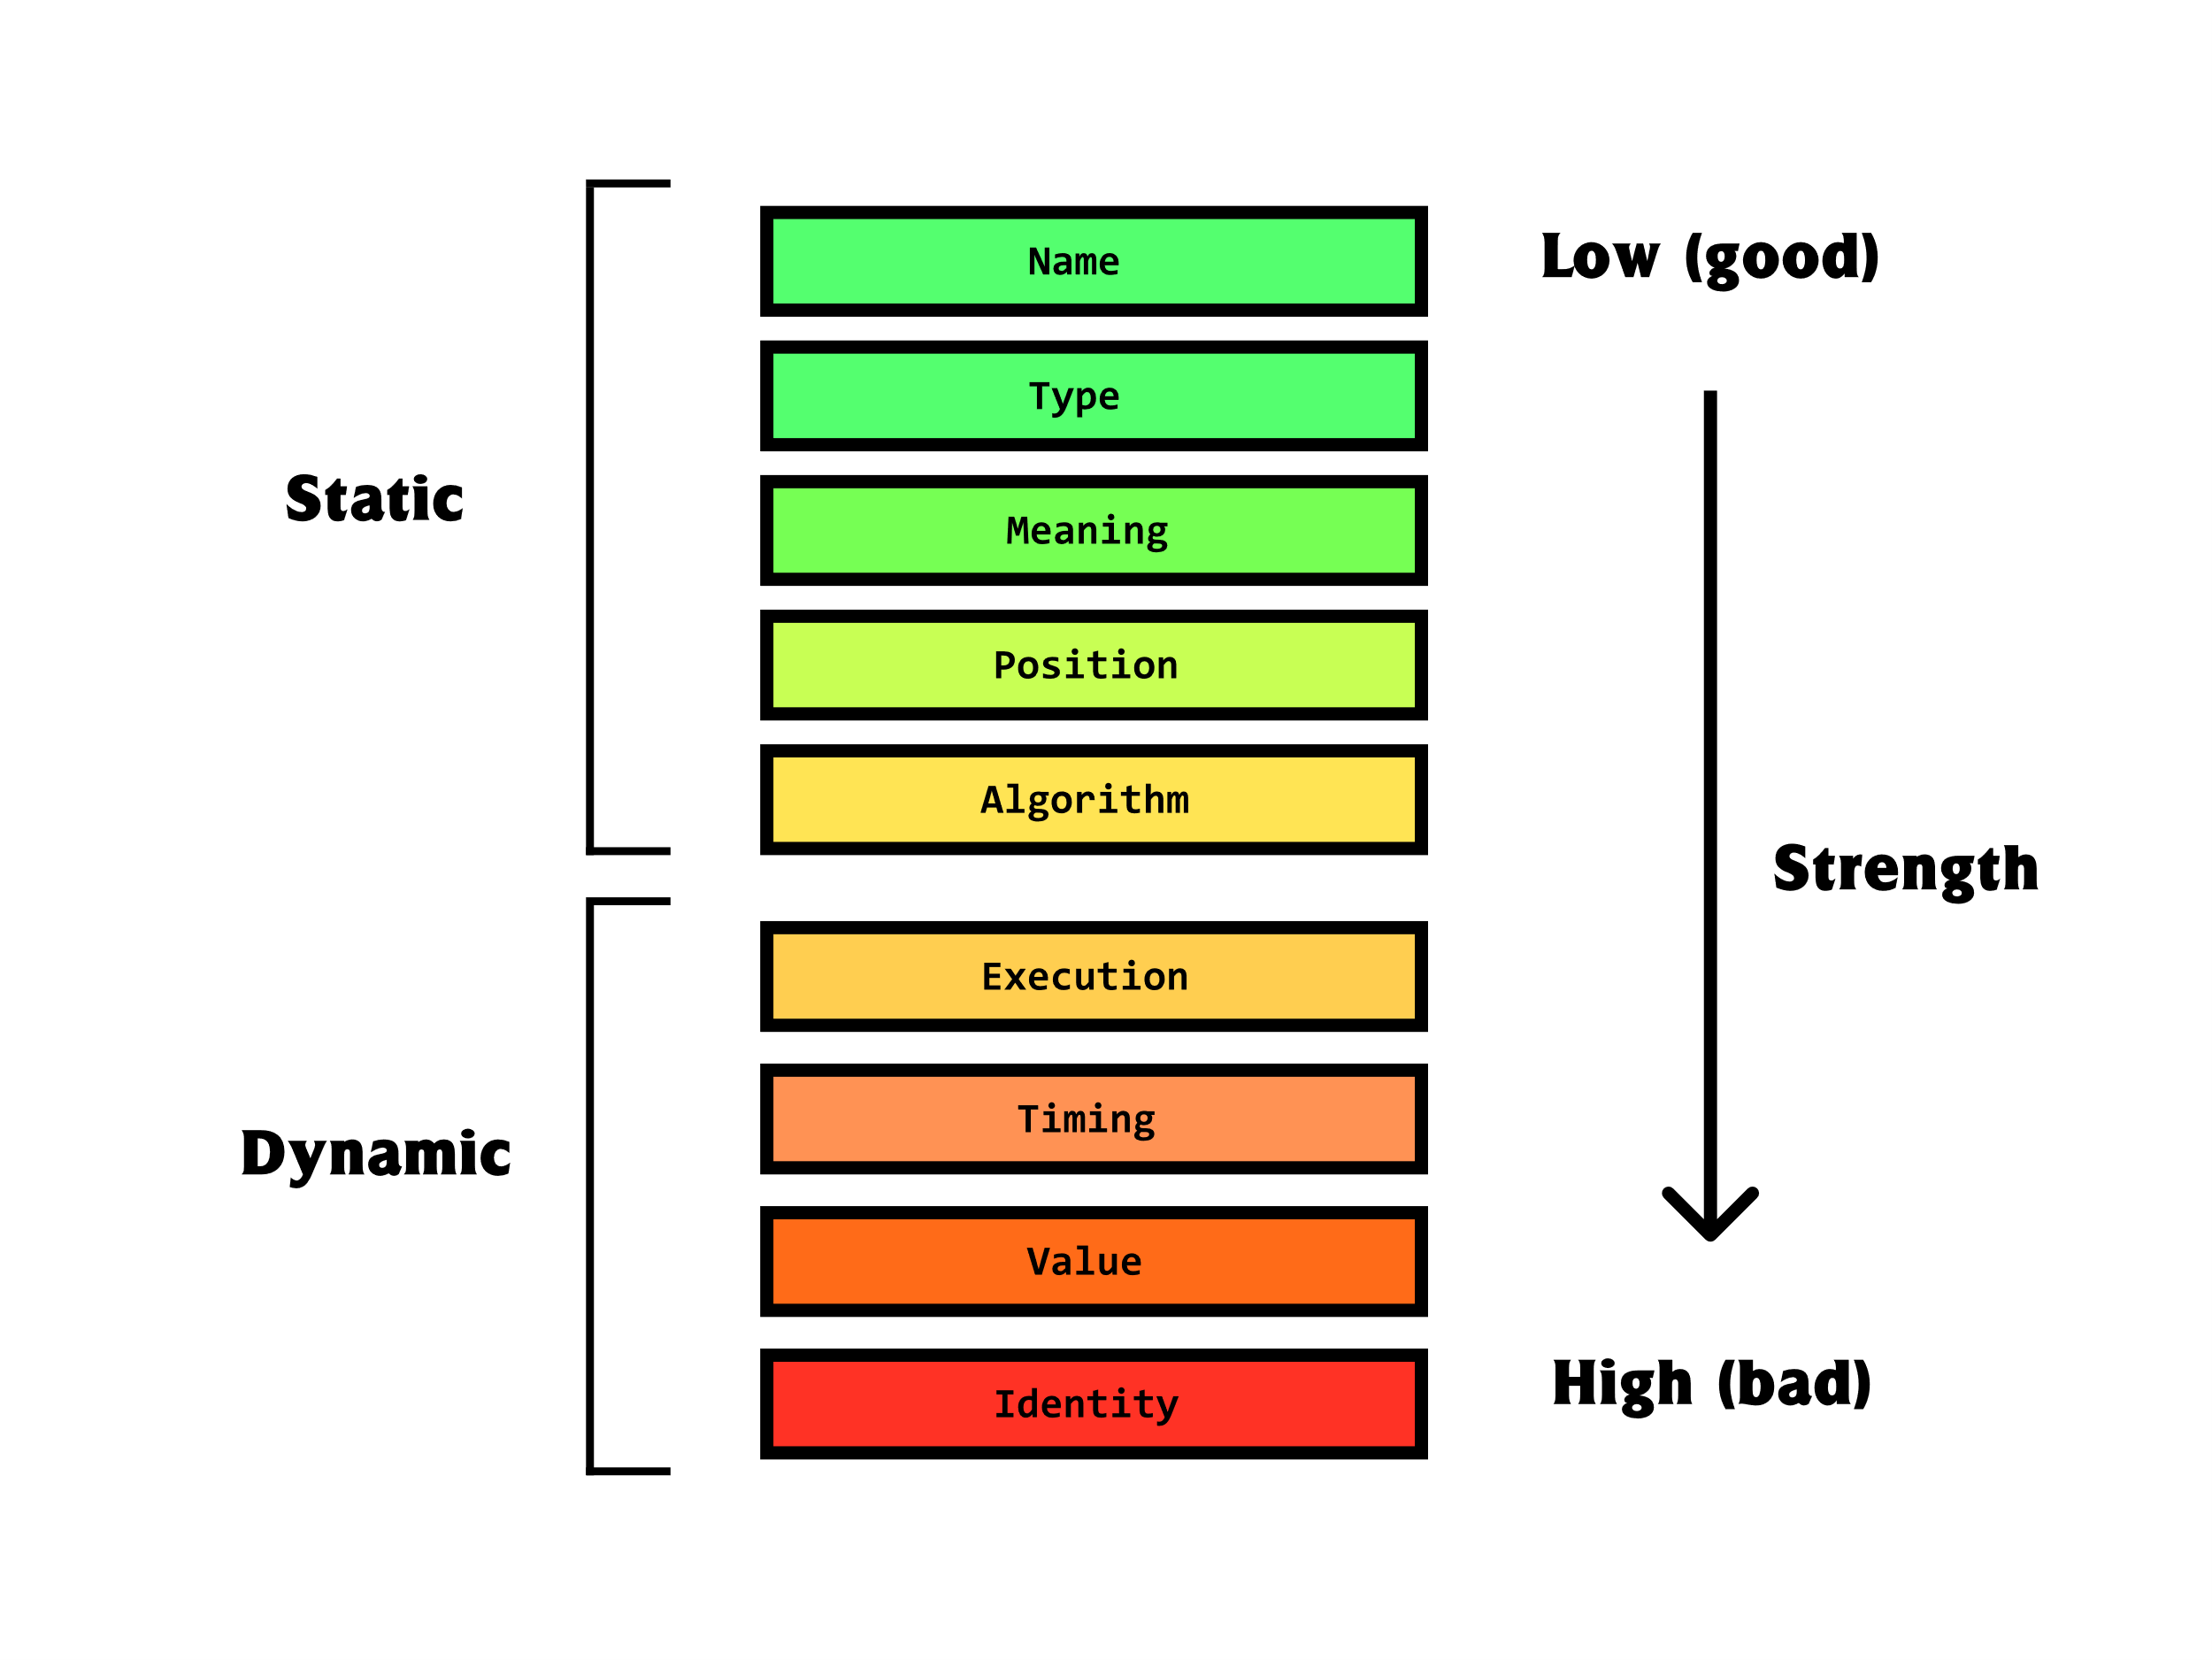 Low (good)
Name
Type
Static
Meaning
Position
Algorithm
Strength
Execution
Dynamic
Timing
Value
Identity
High (bad)